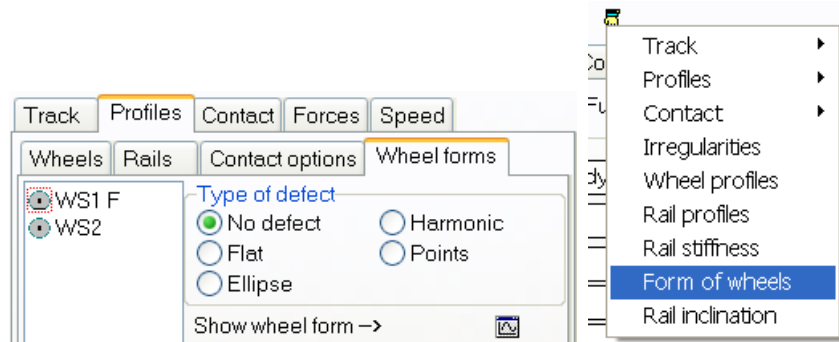 Track Profiles Contact Forces Speed
Wheels Rails Contact options Wheel forms
WS1 F
WS2
Type of defect
No defect Harmonic
Flat Points
Ellipse
Show wheel form –>
Track
Profiles
Contact
Irregularities
Wheel profiles
Rail profiles
Rail stiffness
Form of wheels
Rail inclination